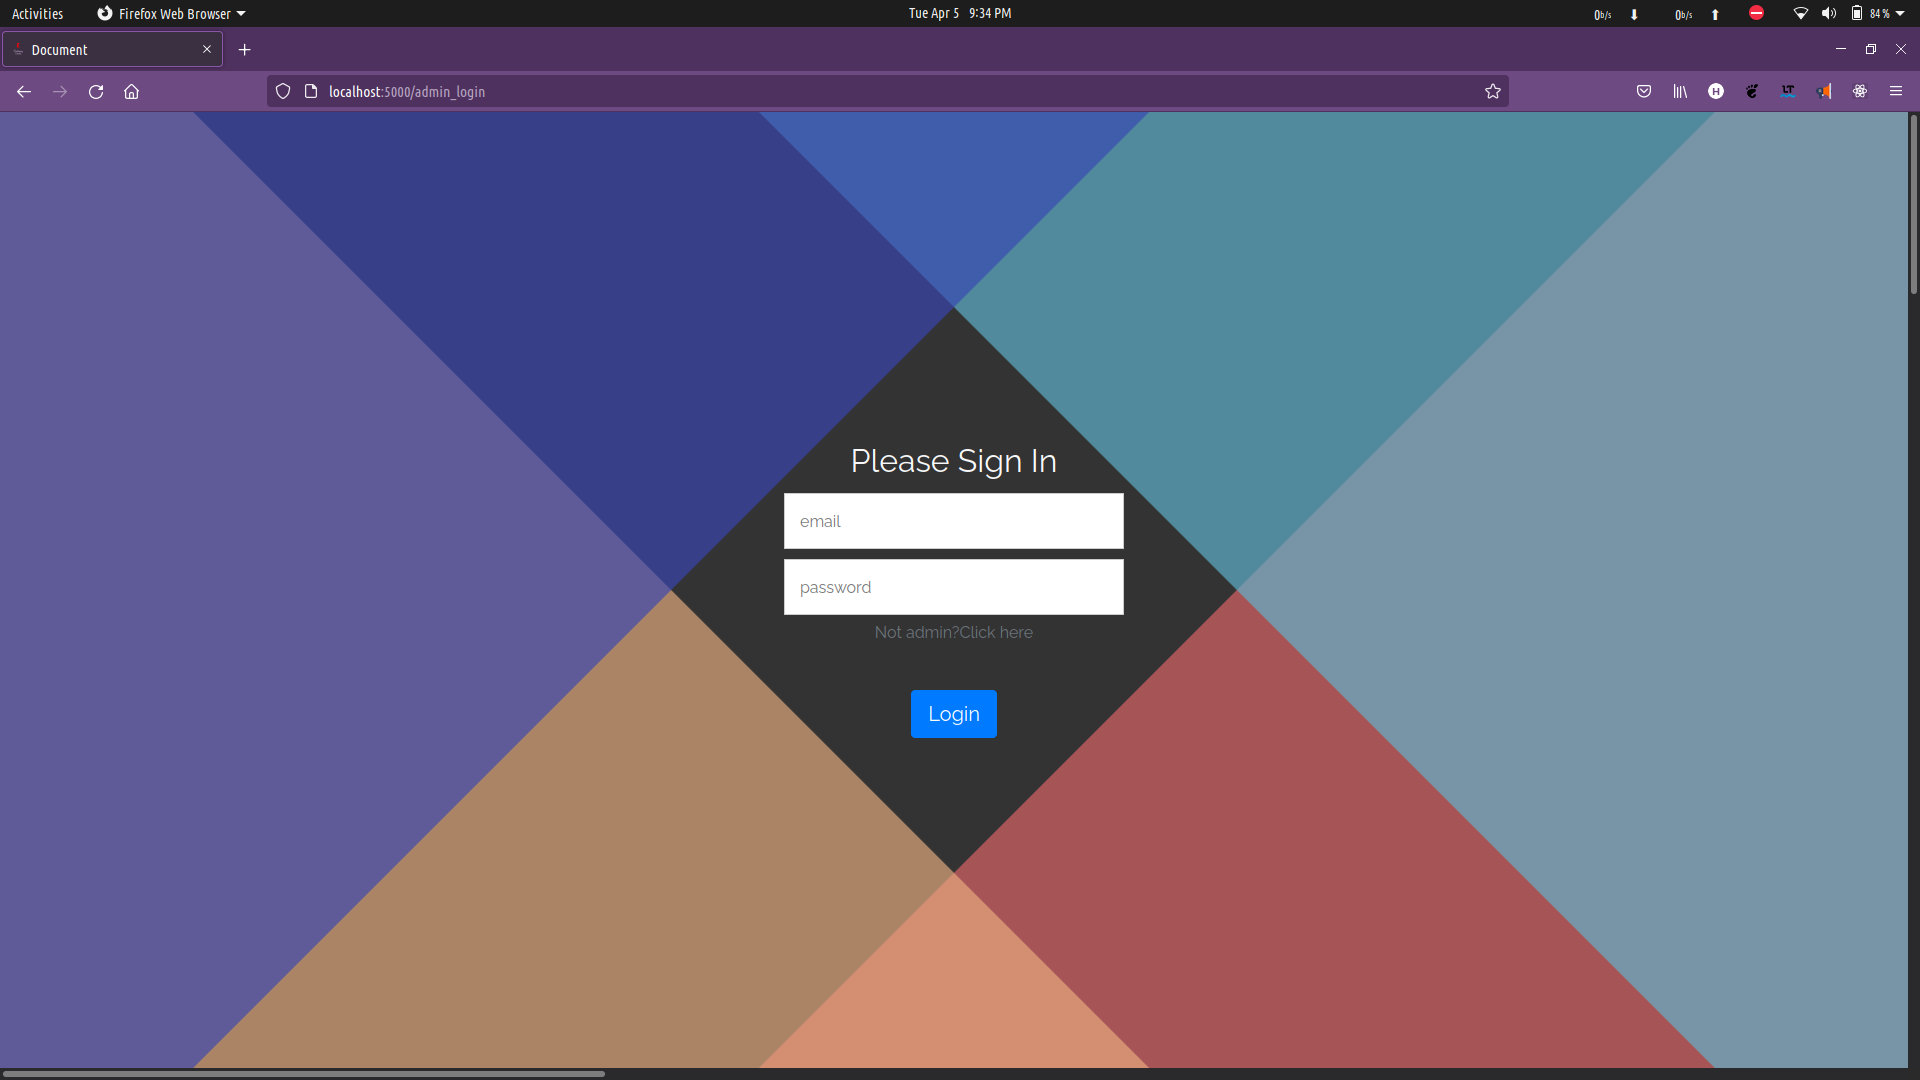 Activities Firefox Web Browser Tue Apr 5 9:34 PM 0b/s 0b/s 84 %
Document
localhost:5000/admin_login H LT
Please Sign In
email
password
Not admin?Click here
Login